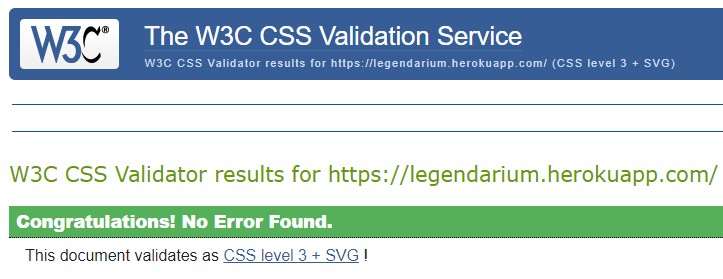 W3C®
The W3C CSS Validation Service
W3C CSS Validator results for https://legendarium.herokuapp.com/ (CSS level 3 + SVG)
W3C CSS Validator results for https://legendarium.herokuapp.com/
Congratulations! No Error Found.
This document validates as CSS level 3 + SVG !